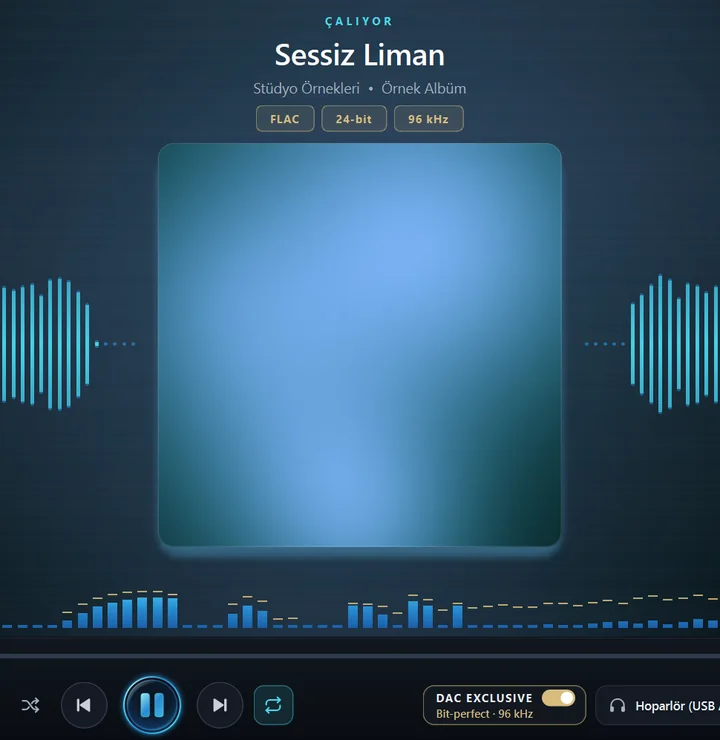 ÇALIYOR
Sessiz Liman
Stüdyo Örnekleri • Örnek Albüm
FLAC 24-bit 96 kHz
DAC EXCLUSIVE
Bit-perfect · 96 kHz
Hoparlör (USB